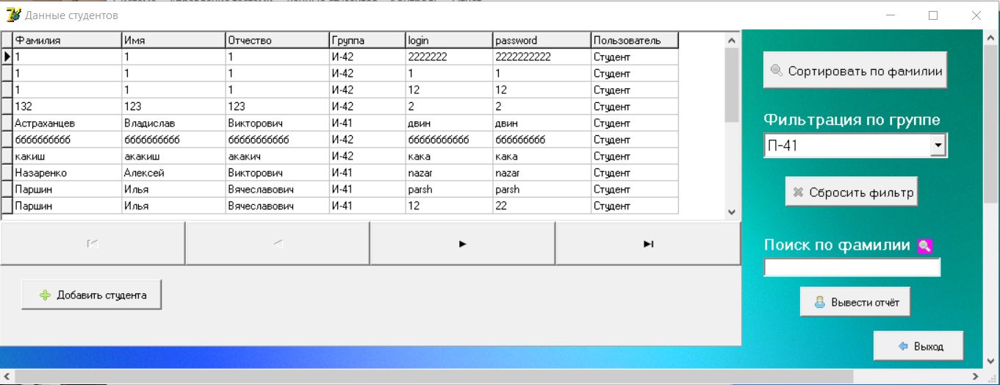 Данные студентов
Фамилия Имя Отчество Группа login password Пользователь
1 1 1 И-42 2222222 2222222222 Студент
1 1 1 И-42 1 1 Студент
1 1 1 И-42 12 12 Студент
132 123 123 И-42 2 2 Студент
Астраханцев Владислав Викторович И-41 двин двин Студент
6666666666 6666666666 66666666666 И-42 66666666666 666666666 Студент
какиш акакиш акакич И-42 кака кака Студент
Назаренко Алексей Викторович И-41 nazar nazar Студент
Паршин Илья Вячеславович И-41 parsh parsh Студент
Паршин Илья Вячеславович И-41 12 22 Студент
Добавить студента
Сортировать по фамилии
Фильтрация по группе
П-41
Сбросить фильтр
Поиск по фамилии
Вывести отчёт
Выход